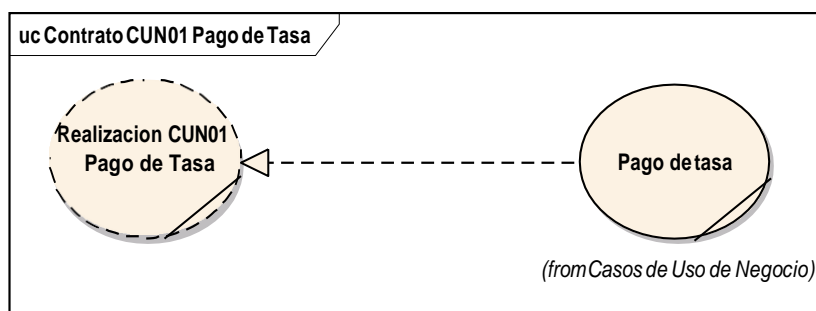 uc Contrato CUN01 Pago de Tasa
Realizacion CUN01
Pago de Tasa
Pago de tasa
(from Casos de Uso de Negocio)